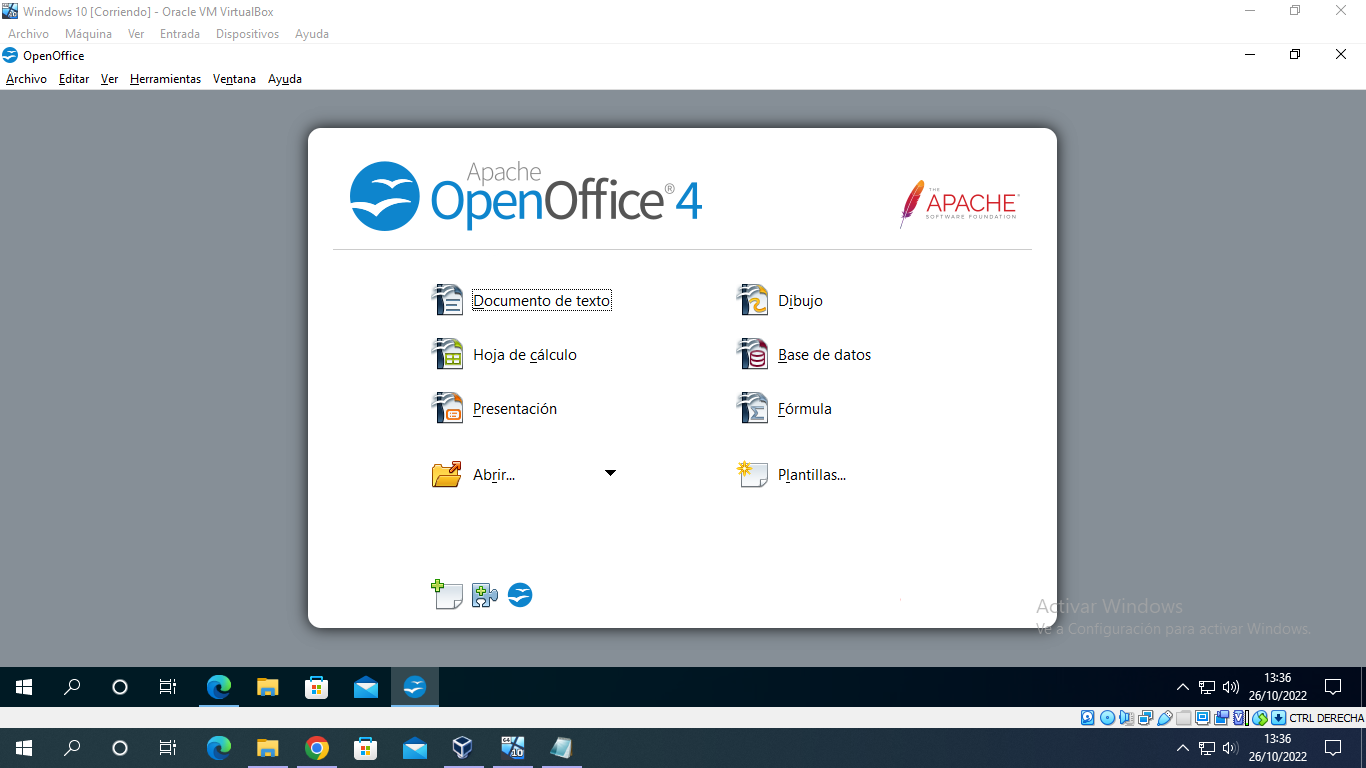 Windows 10 [Corriendo] - Oracle VM VirtualBox
Archivo Máquina Ver Entrada Dispositivos Ayuda
OpenOffice
Archivo Editar Ver Herramientas Ventana Ayuda
Apache
OpenOffice® 4
THE
APACHE®
SOFTWARE FOUNDATION
Documento de texto
Dibujo
Hoja de cálculo
Base de datos
Presentación
Fórmula
Abrir...
Plantillas...
Activar Windows
Ve a Configuración para activar Windows.
13:36
26/10/2022
CTRL DERECHA
13:36
26/10/2022